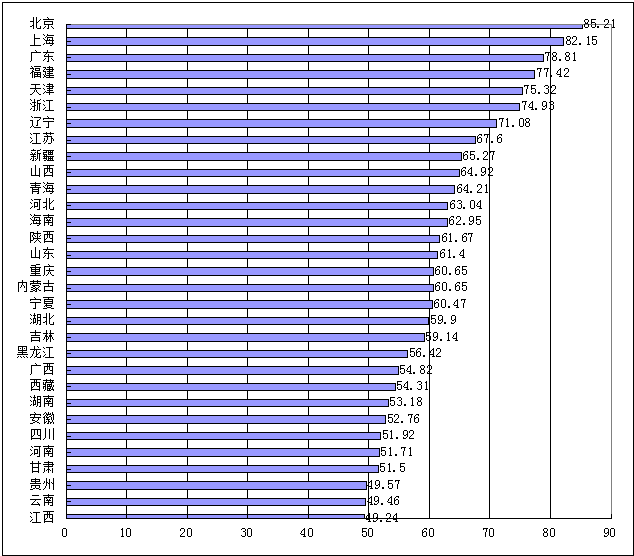 北京 85.21
上海 82.15
广东 78.81
福建 77.42
天津 75.32
浙江 74.93
辽宁 71.08
江苏 67.6
新疆 65.27
山西 64.92
青海 64.21
河北 63.04
海南 62.95
陕西 61.67
山东 61.4
重庆 60.65
内蒙古 60.65
宁夏 60.47
湖北 59.9
吉林 59.14
黑龙江 56.42
广西 54.82
西藏 54.31
湖南 53.18
安徽 52.76
四川 51.92
河南 51.71
甘肃 51.5
贵州 49.57
云南 49.46
江西 49.24
0 10 20 30 40 50 60 70 80 90